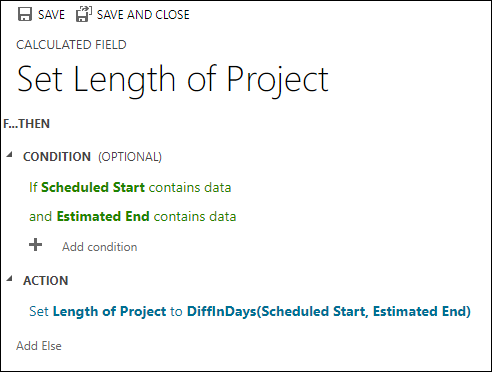 SAVE SAVE AND CLOSE
CALCULATED FIELD
Set Length of Project
F...THEN
CONDITION (OPTIONAL)
If Scheduled Start contains data
and Estimated End contains data
Add condition
ACTION
Set Length of Project to DiffInDays(Scheduled Start, Estimated End)
Add Else